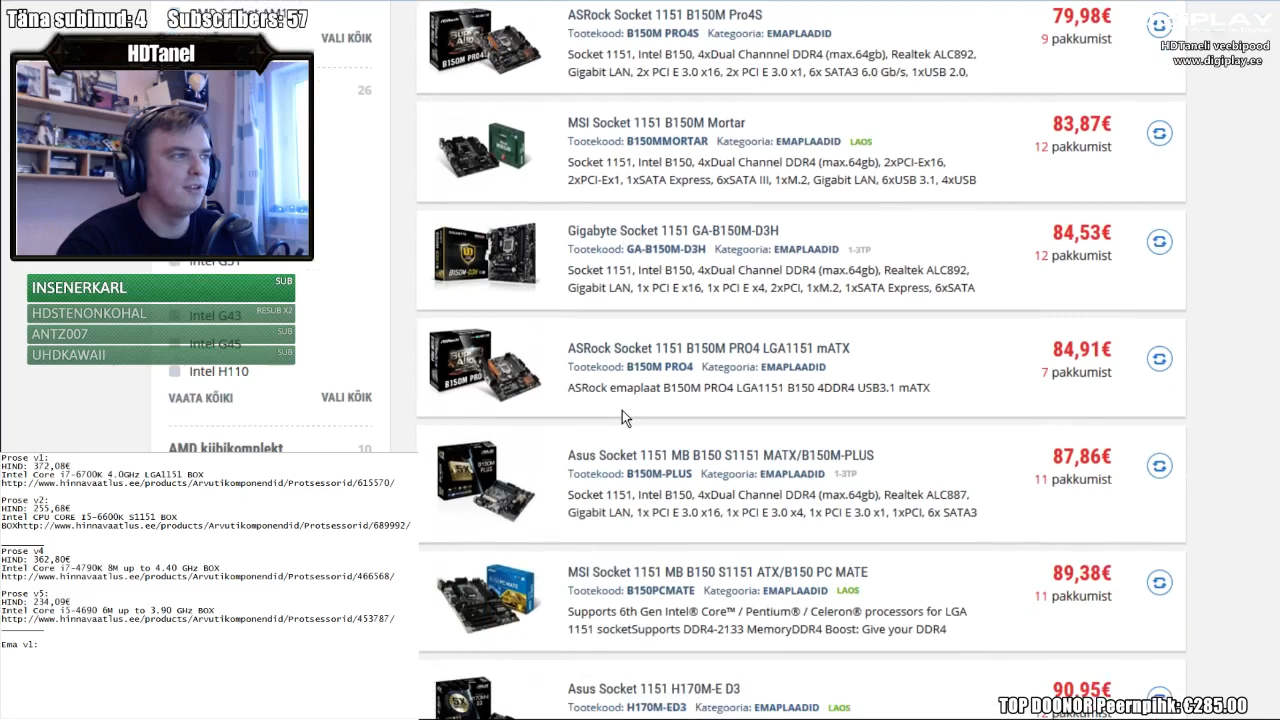 Täna subinud: 4
Subscribers: 57
HDTanel
VALI KÕIK
26
Intel G43
Intel G45
Intel H110
VAATA KÕIKI
VALI KÕIK
AMD kiibikomplekt
10
INSENERKARL
SUB
HDSTENONKOHAL
RESUB X2
ANTZ007
SUB
UHDKAWAII
SUB
Prose v1:
HIND: 372,08€
Intel Core i7-6700K 4.0GHz LGA1151 BOX
http://www.hinnavaatlus.ee/products/Arvutikomponendid/Protsessorid/615570/
Prose v2:
HIND: 255,68€
Intel CPU CORE I5-6600K S1151 BOX
BOXhttp://www.hinnavaatlus.ee/products/Arvutikomponendid/Protsessorid/689992/
Prose v4
HIND: 362,80€
Intel Core i7-4790K 8M up to 4.40 GHz BOX
http://www.hinnavaatlus.ee/products/Arvutikomponendid/Protsessorid/466568/
Prose v5:
HIND: 234,09€
Intel Core i5-4690 6M up to 3.90 GHz BOX
http://www.hinnavaatlus.ee/products/Arvutikomponendid/Protsessorid/453787/
Ema v1:
ASRock Socket 1151 B150M Pro4S
Tootekood: B150M PRO4S Kategooria: EMAPLAADID
Socket 1151, Intel B150, 4xDual Channnel DDR4 (max.64gb), Realtek ALC892,
Gigabit LAN, 2x PCI E 3.0 x16, 2x PCI E 3.0 x1, 6x SATA3 6.0 Gb/s, 1xUSB 2.0,
79,98€
9 pakkumist
MSI Socket 1151 B150M Mortar
Tootekood: B150MMORTAR Kategooria: EMAPLAADID LAOS
Socket 1151, Intel B150, 4xDual Channel DDR4 (max.64gb), 2xPCI-Ex16,
2xPCI-Ex1, 1xSATA Express, 6xSATA III, 1xM.2, Gigabit LAN, 6xUSB 3.1, 4xUSB
83,87€
12 pakkumist
Gigabyte Socket 1151 GA-B150M-D3H
Tootekood: GA-B150M-D3H Kategooria: EMAPLAADID 1-3TP
Socket 1151, Intel B150, 4xDual Channel DDR4 (max.64gb), Realtek ALC892,
Gigabit LAN, 1x PCI E x16, 1x PCI E x4, 2xPCI, 1xM.2, 1xSATA Express, 6xSATA
84,53€
12 pakkumist
ASRock Socket 1151 B150M PRO4 LGA1151 mATX
Tootekood: B150M PRO4 Kategooria: EMAPLAADID
ASRock emaplaat B150M PRO4 LGA1151 B150 4DDR4 USB3.1 mATX
84,91€
7 pakkumist
Asus Socket 1151 MB B150 S1151 MATX/B150M-PLUS
Tootekood: B150M-PLUS Kategooria: EMAPLAADID 1-3TP
Socket 1151, Intel B150, 4xDual Channel DDR4 (max.64gb), Realtek ALC887,
Gigabit LAN, 1x PCI E 3.0 x16, 1x PCI E 3.0 x4, 1x PCI E 3.0 x1, 1xPCI, 6x SATA3
87,86€
11 pakkumist
MSI Socket 1151 MB B150 S1151 ATX/B150 PC MATE
Tootekood: B150PCMATE Kategooria: EMAPLAADID LAOS
Supports 6th Gen Intel® Core™ / Pentium® / Celeron® processors for LGA
1151 socketSupports DDR4-2133 MemoryDDR4 Boost: Give your DDR4
89,38€
11 pakkumist
Asus Socket 1151 H170M-E D3
Tootekood: H170M-ED3 Kategooria: EMAPLAADID LAOS
90,95€
HDTaneli veebipood
www.digiplay.ee
TOP DOONOR Peernpihk: €285.00